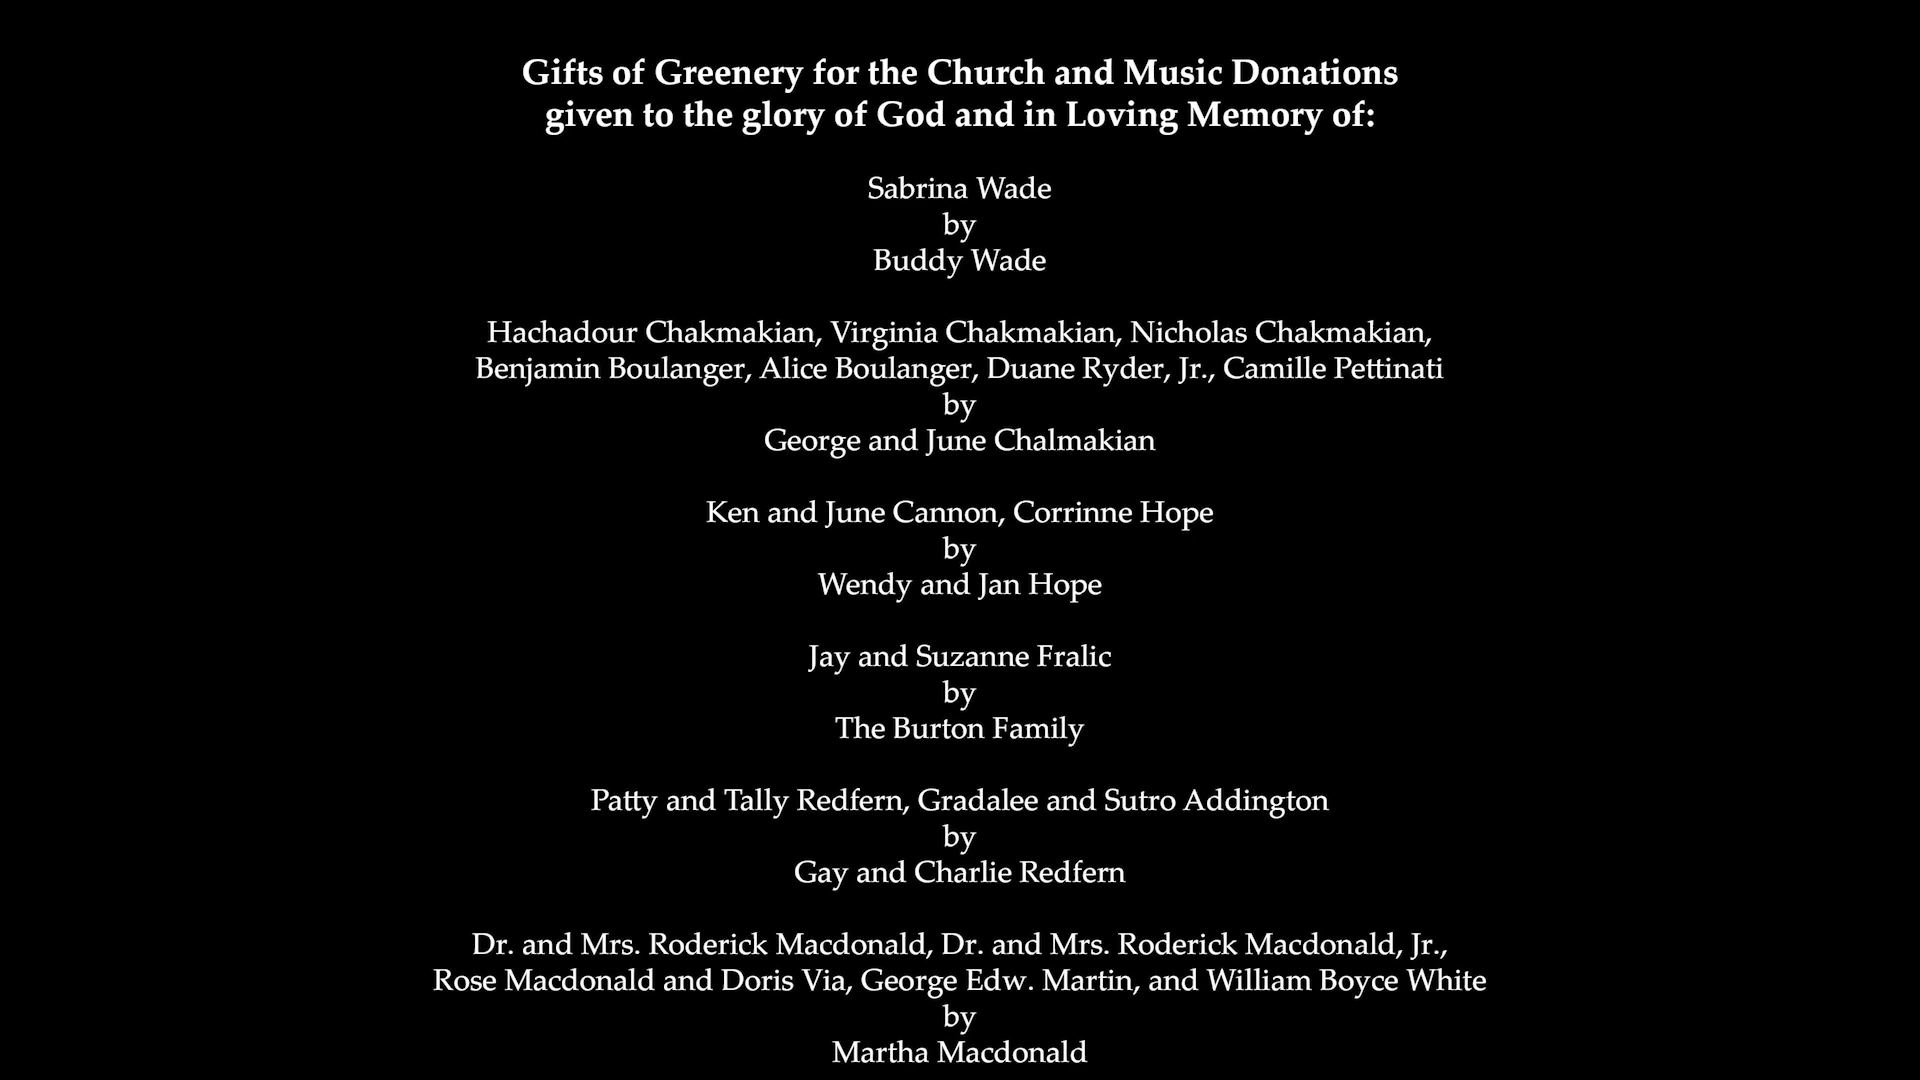 Gifts of Greenery for the Church and Music Donations
given to the glory of God and in Loving Memory of:
Sabrina Wade
by
Buddy Wade
Hachadour Chakmakian, Virginia Chakmakian, Nicholas Chakmakian,
Benjamin Boulanger, Alice Boulanger, Duane Ryder, Jr., Camille Pettinati
by
George and June Chalmakian
Ken and June Cannon, Corrinne Hope
by
Wendy and Jan Hope
Jay and Suzanne Fralic
by
The Burton Family
Patty and Tally Redfern, Gradalee and Sutro Addington
by
Gay and Charlie Redfern
Dr. and Mrs. Roderick Macdonald, Dr. and Mrs. Roderick Macdonald, Jr.,
Rose Macdonald and Doris Via, George Edw. Martin, and William Boyce White
by
Martha Macdonald